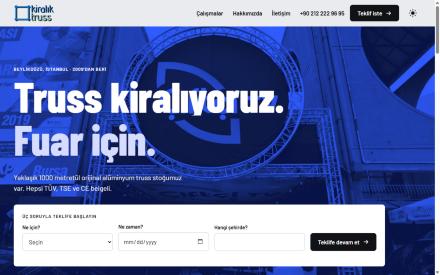 kiralık
truss
Çalışmalar
Hakkımızda
İletişim
+90 212 222 96 95
Teklif iste →
BEYLİKDÜZÜ, İSTANBUL · 2009'DAN BERİ
Truss kiralıyoruz.
Fuar için.
Yaklaşık 1000 metretül orijinal alüminyum truss stoğumuz
var. Hepsi TÜV, TSE ve CE belgeli.
ÜÇ SORUYLA TEKLİFE BAŞLAYIN
Ne için?
Ne zaman?
Hangi şehirde?
Seçin
mm/dd/yyyy
Teklife devam et →
2019
Bursa